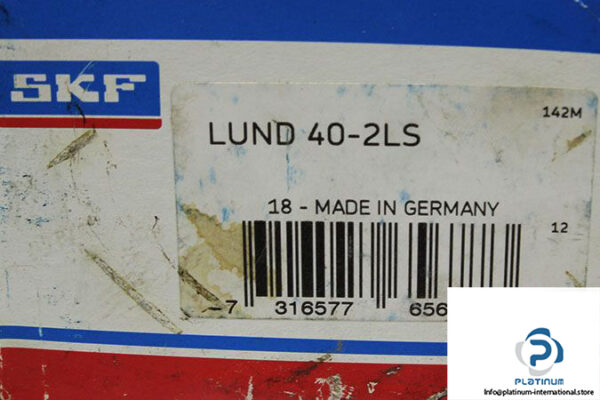 SKF
142M
LUND 40-2LS
18 - MADE IN GERMANY
12
7 316577 656
PLATINUM
info@platinum-international.store